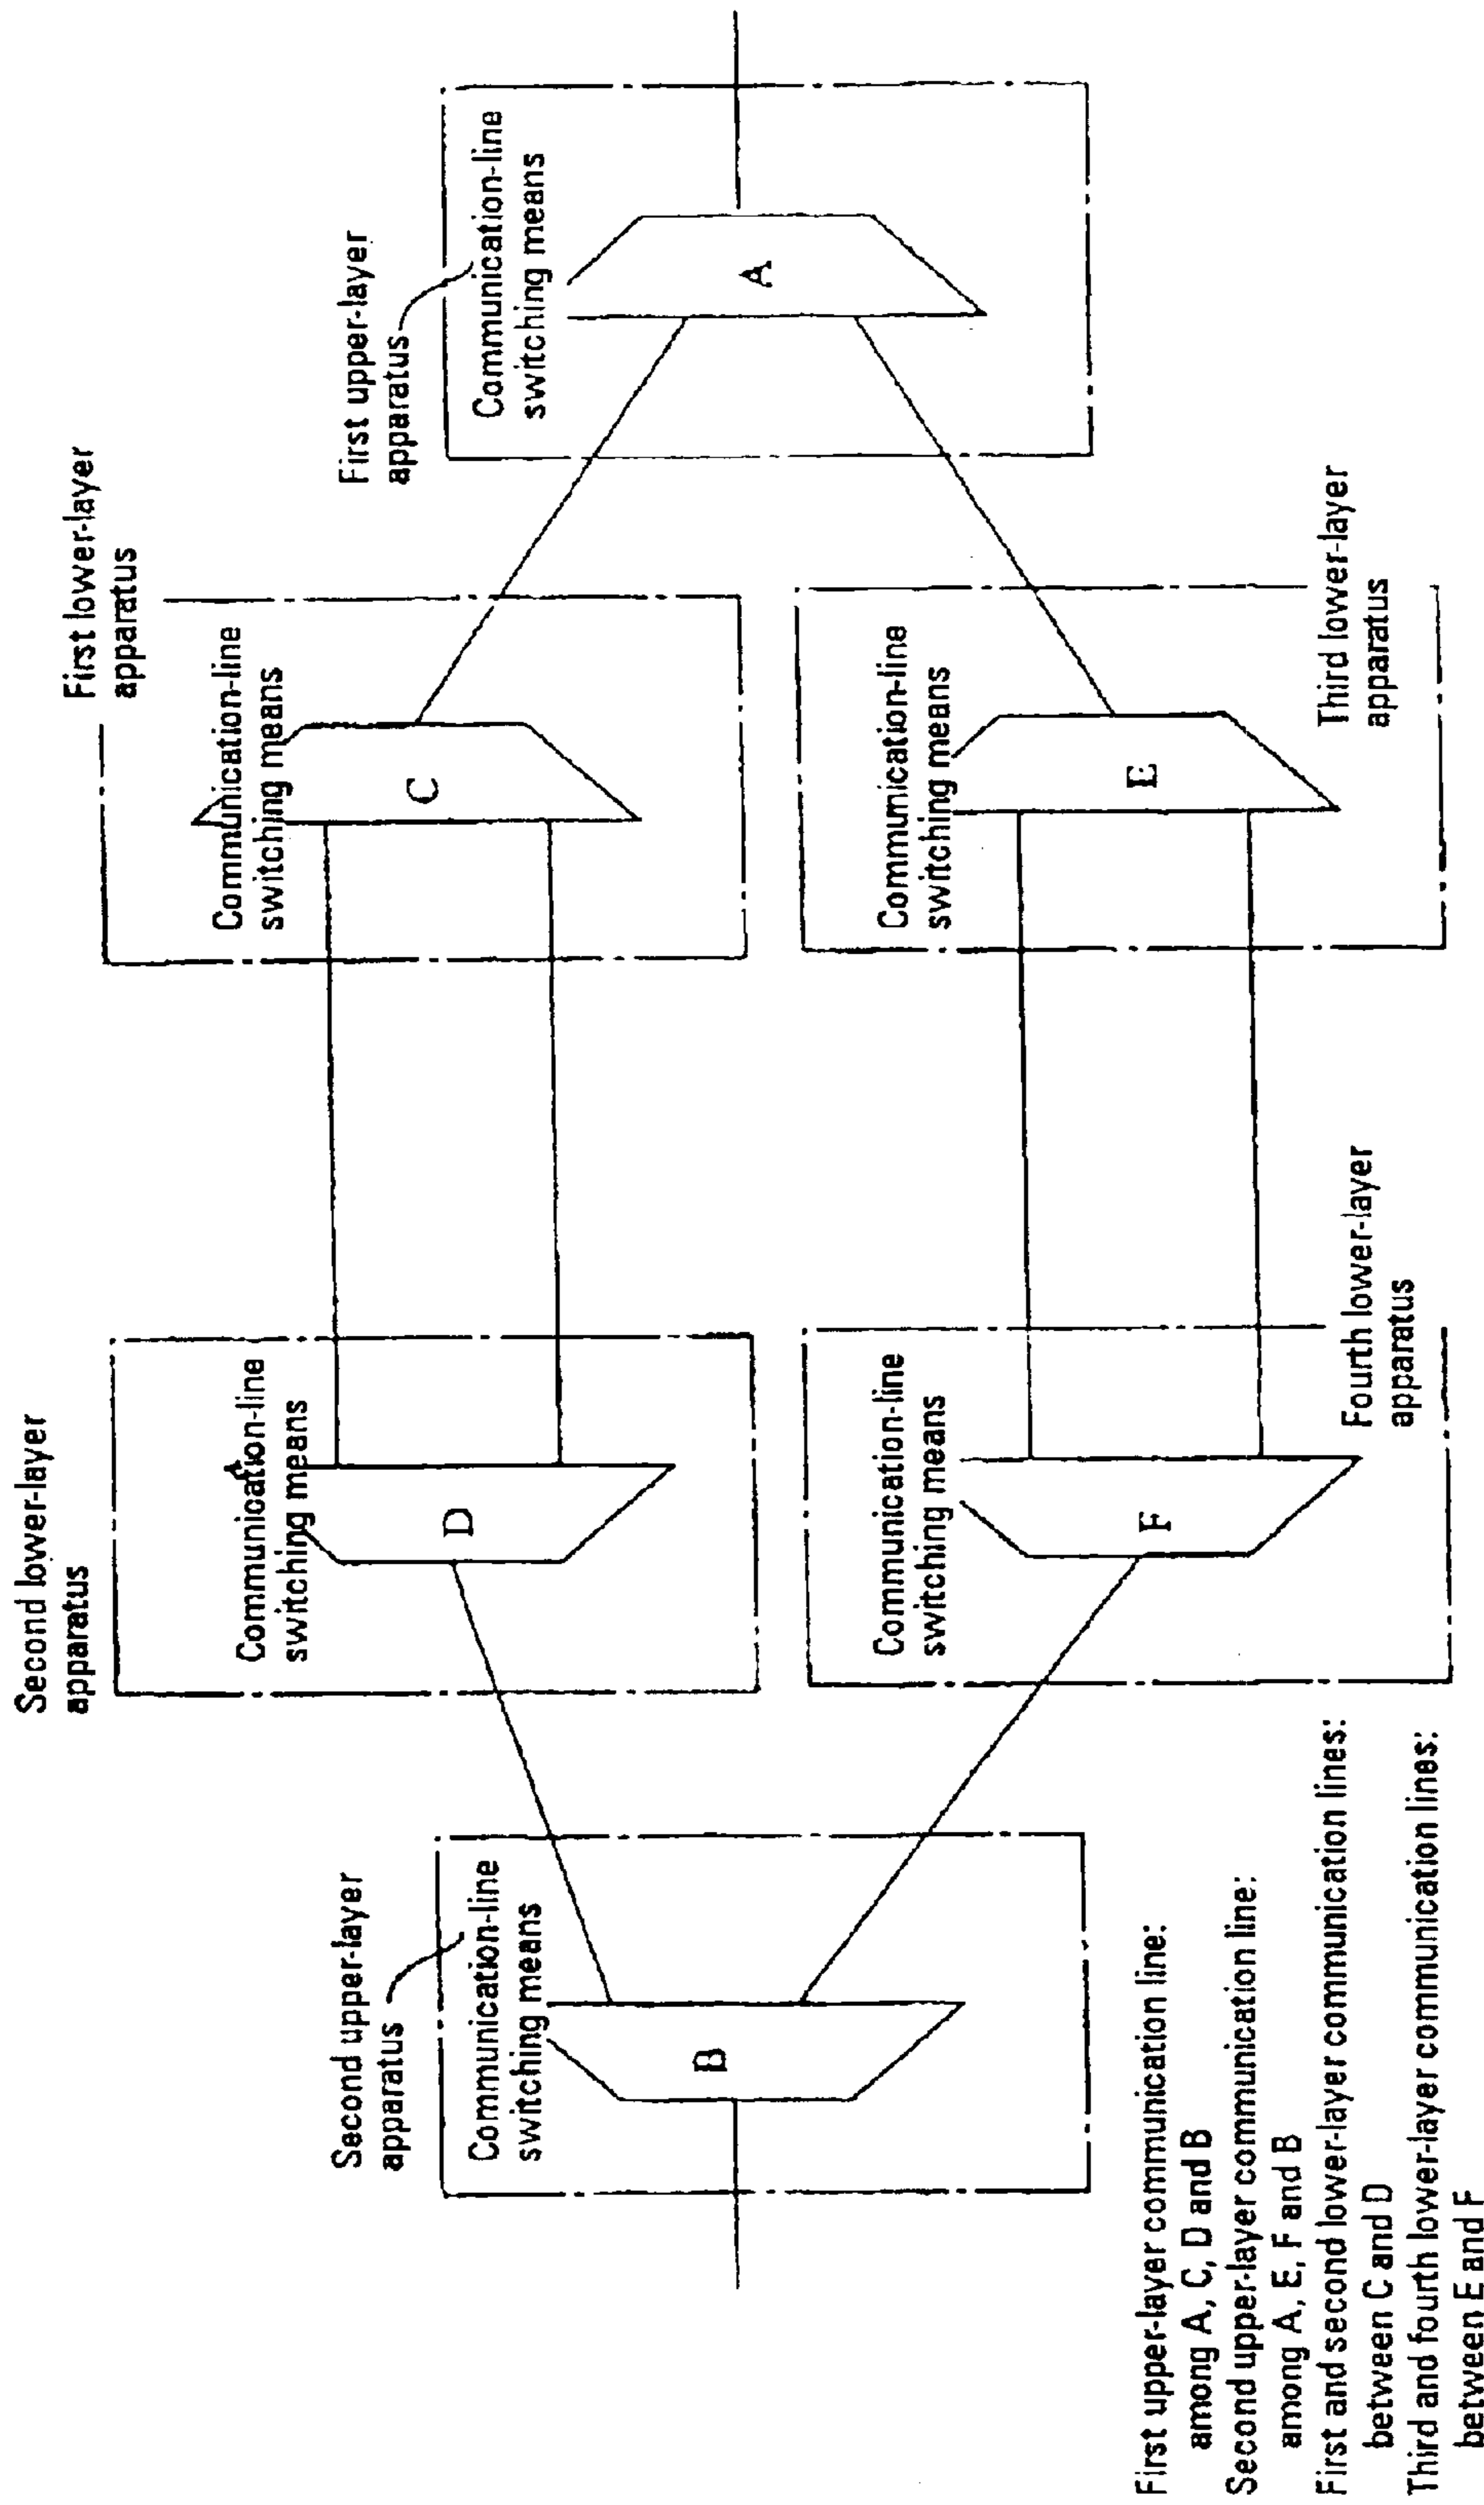 Second lower-layer
apparatus
First lower-layer
apparatus
Second upper-layer
apparatus
First upper-layer
apparatus
Communication-line
switching means
D
Communication-line
switching means
C
Communication-line
switching means
B
Communication-line
switching means
A
Communication-line
switching means
F
Communication-line
switching means
E
Fourth lower-layer
apparatus
Third lower-layer
apparatus
First upper-layer communication line:
among A, C, D and B
Second upper-layer communication line:
among A, E, F and B
First and second lower-layer communication lines:
between C and D
Third and fourth lower-layer communication lines:
between E and F